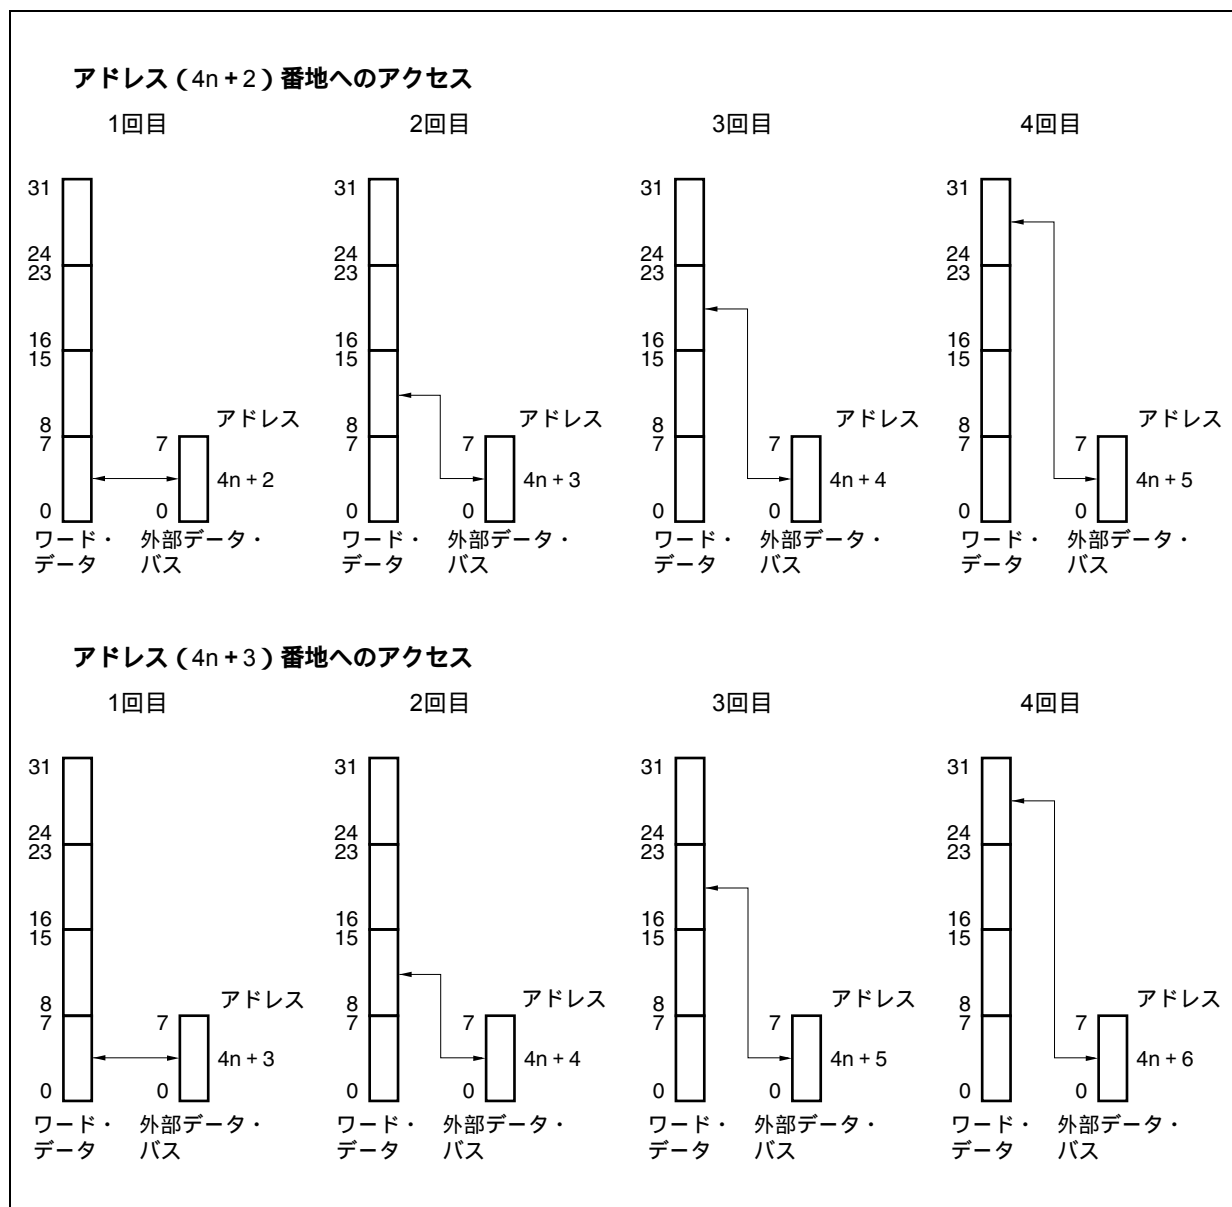 アドレス（4n＋2）番地へのアクセス
1回目 2回目 3回目 4回目
31 31 31 31
24 24 24 24
23 23 23 23
16 16 16 16
15 15 15 15
アドレス アドレス アドレス アドレス
8 8 8 8
7 7 7 7 7 7 7 7
4n＋2 4n＋3 4n＋4 4n＋5
0 0 0 0 0 0 0 0
ワード・ 外部データ・ ワード・ 外部データ・ ワード・ 外部データ・ ワード・ 外部データ・
データ バス データ バス データ バス データ バス
アドレス（4n＋3）番地へのアクセス
1回目 2回目 3回目 4回目
31 31 31 31
24 24 24 24
23 23 23 23
16 16 16 16
15 15 15 15
アドレス アドレス アドレス アドレス
8 8 8 8
7 7 7 7 7 7 7 7
4n＋3 4n＋4 4n＋5 4n＋6
0 0 0 0 0 0 0 0
ワード・ 外部データ・ ワード・ 外部データ・ ワード・ 外部データ・ ワード・ 外部データ・
データ バス データ バス データ バス データ バス